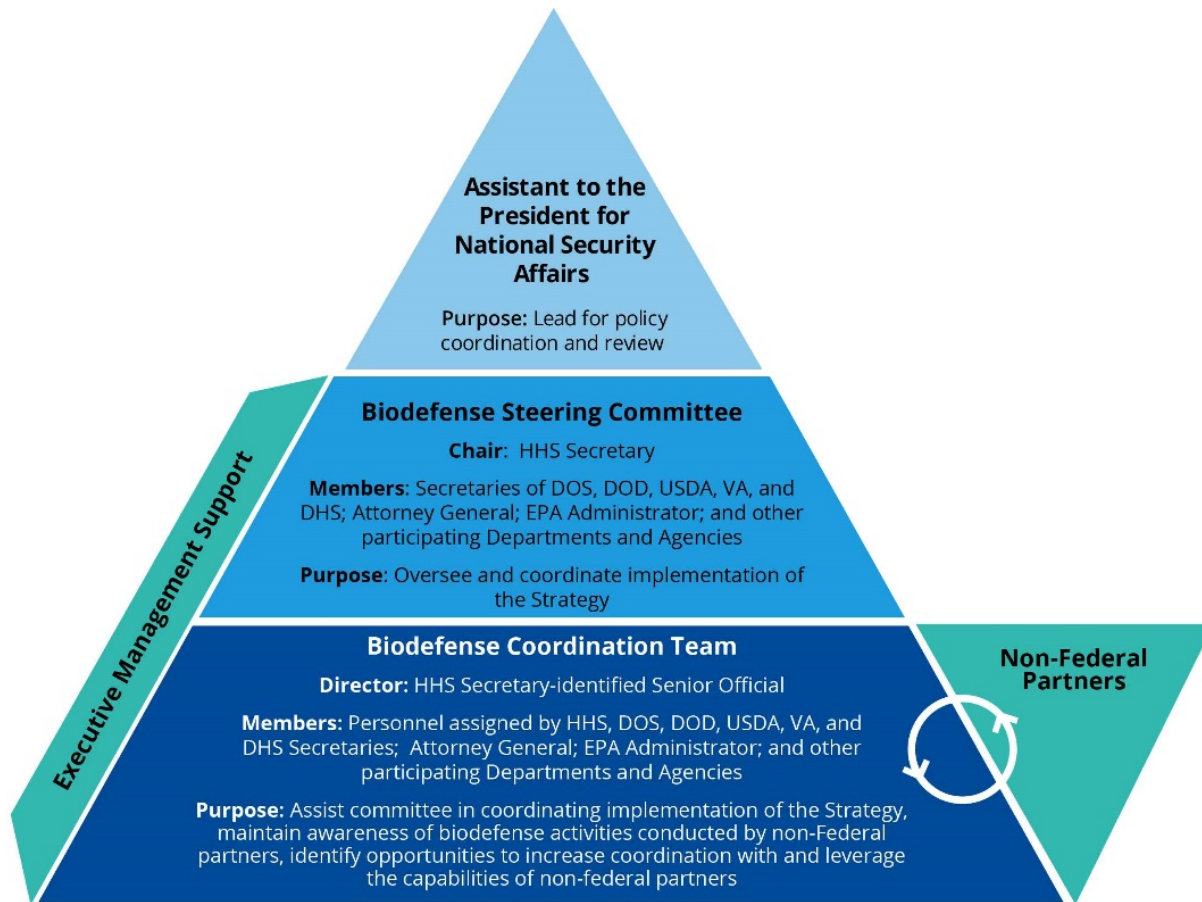 Assistant to the
President for
National Security
Affairs
Purpose: Lead for policy
coordination and review
Executive Management Support
Biodefense Steering Committee
Chair:  HHS Secretary
Members: Secretaries of DOS, DOD, USDA, VA, and
DHS; Attorney General; EPA Administrator; and other
participating Departments and Agencies
Purpose: Oversee and coordinate implementation of
the Strategy
Biodefense Coordination Team
Director: HHS Secretary-identified Senior Official
Members: Personnel assigned by HHS, DOS, DOD, USDA, VA, and
DHS Secretaries;  Attorney General; EPA Administrator; and other
participating Departments and Agencies
Purpose: Assist committee in coordinating implementation of the Strategy,
maintain awareness of biodefense activities conducted by non-Federal
partners, identify opportunities to increase coordination with and leverage
the capabilities of non-federal partners
Non-Federal
Partners